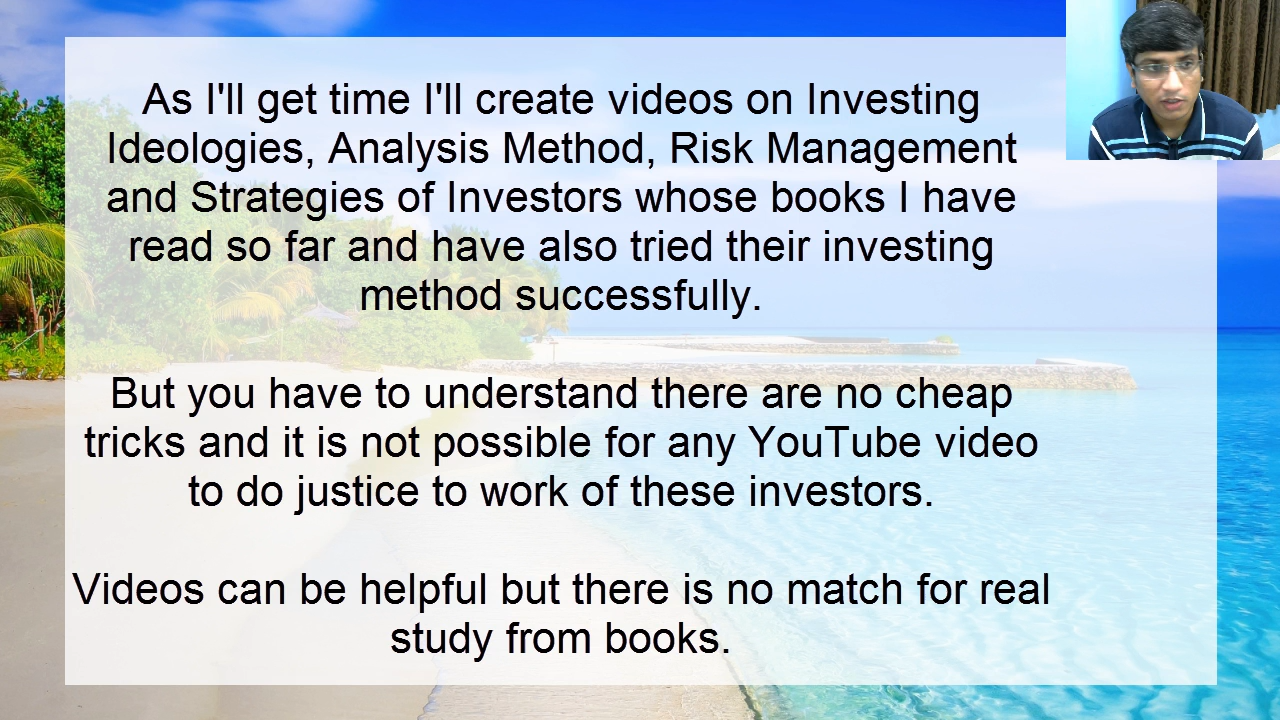 As I'll get time I'll create videos on Investing
Ideologies, Analysis Method, Risk Management
and Strategies of Investors whose books I have
read so far and have also tried their investing
method successfully.
But you have to understand there are no cheap
tricks and it is not possible for any YouTube video
to do justice to work of these investors.
Videos can be helpful but there is no match for real
study from books.